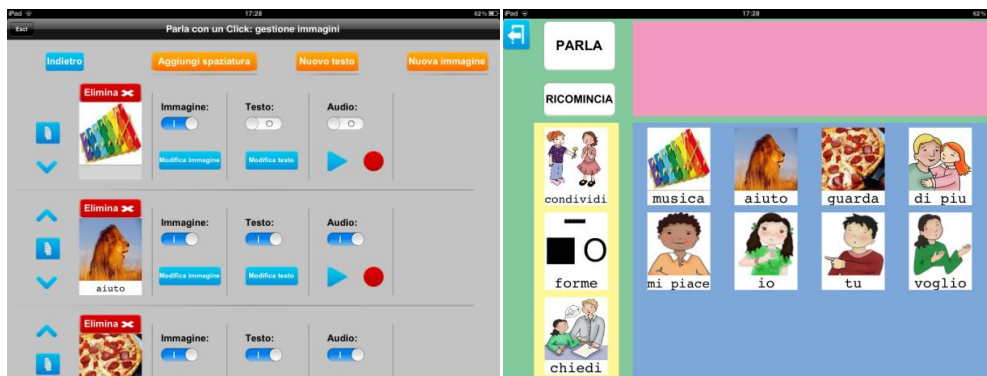 iPad 17:28 62%
Esci Parla con un Click: gestione immagini
Indietro Aggiungi spaziatura Nuovo testo Nuova immagine
Elimina
Immagine: Testo: Audio:
Modifica immagine Modifica testo
Elimina
Immagine: Testo: Audio:
Modifica immagine Modifica testo
aiuto
Elimina
Immagine: Testo: Audio:
iPad 17:28 62%
PARLA
RICOMINCIA
condividi musica aiuto guarda di piu
forme mi piace io tu voglio
chiedi